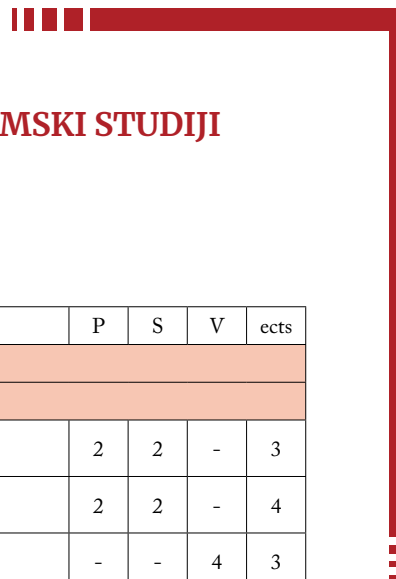 MSKI STUDIJI
P S V ects
2 2 - 3
2 2 - 4
- - 4 3